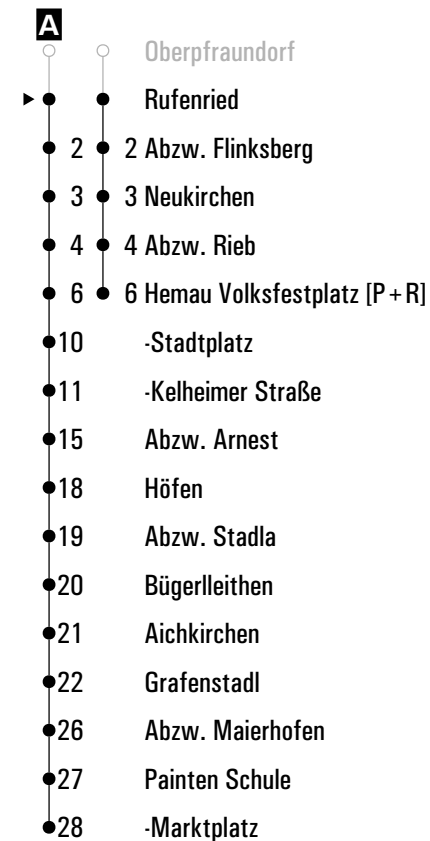 A
Oberpfraundorf
Rufenried
2 2 Abzw. Flinksberg
3 3 Neukirchen
4 4 Abzw. Rieb
6 6 Hemau Volksfestplatz [P+R]
10 -Stadtplatz
11 -Kelheimer Straße
15 Abzw. Arnest
18 Höfen
19 Abzw. Stadla
20 Bügerlleithen
21 Aichkirchen
22 Grafenstadl
26 Abzw. Maierhofen
27 Painten Schule
28 -Marktplatz